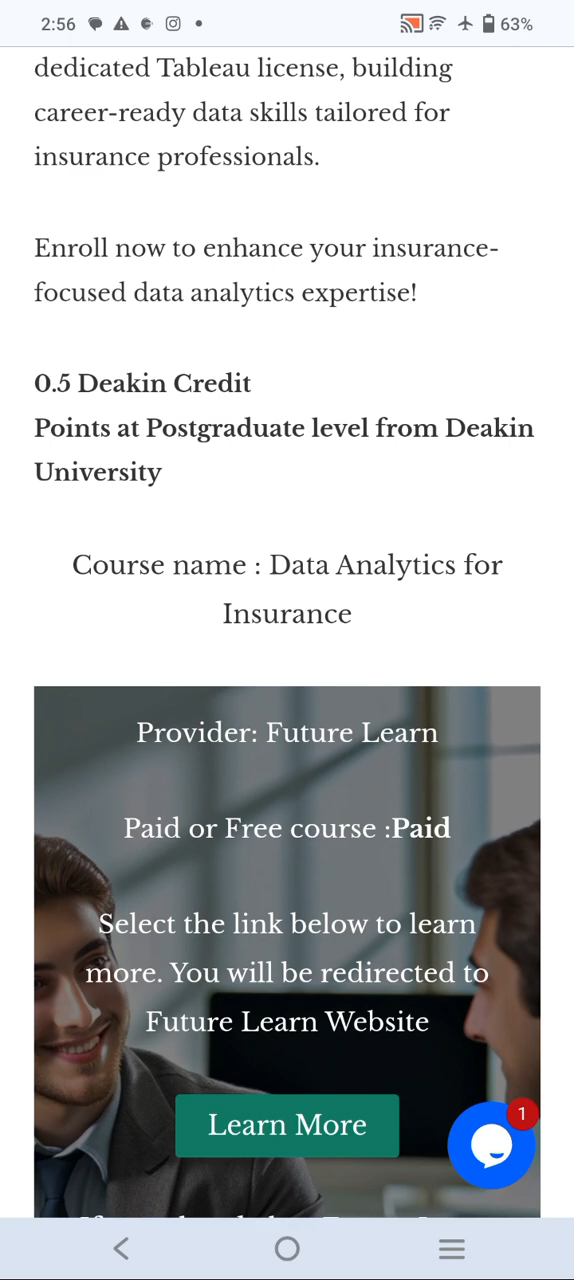 2:56
63%
dedicated Tableau license, building
career-ready data skills tailored for
insurance professionals.
Enroll now to enhance your insurance-
focused data analytics expertise!
0.5 Deakin Credit
Points at Postgraduate level from Deakin
University
Course name : Data Analytics for
Insurance
Provider: Future Learn
Paid or Free course :Paid
Select the link below to learn
more. You will be redirected to
Future Learn Website
Learn More
1